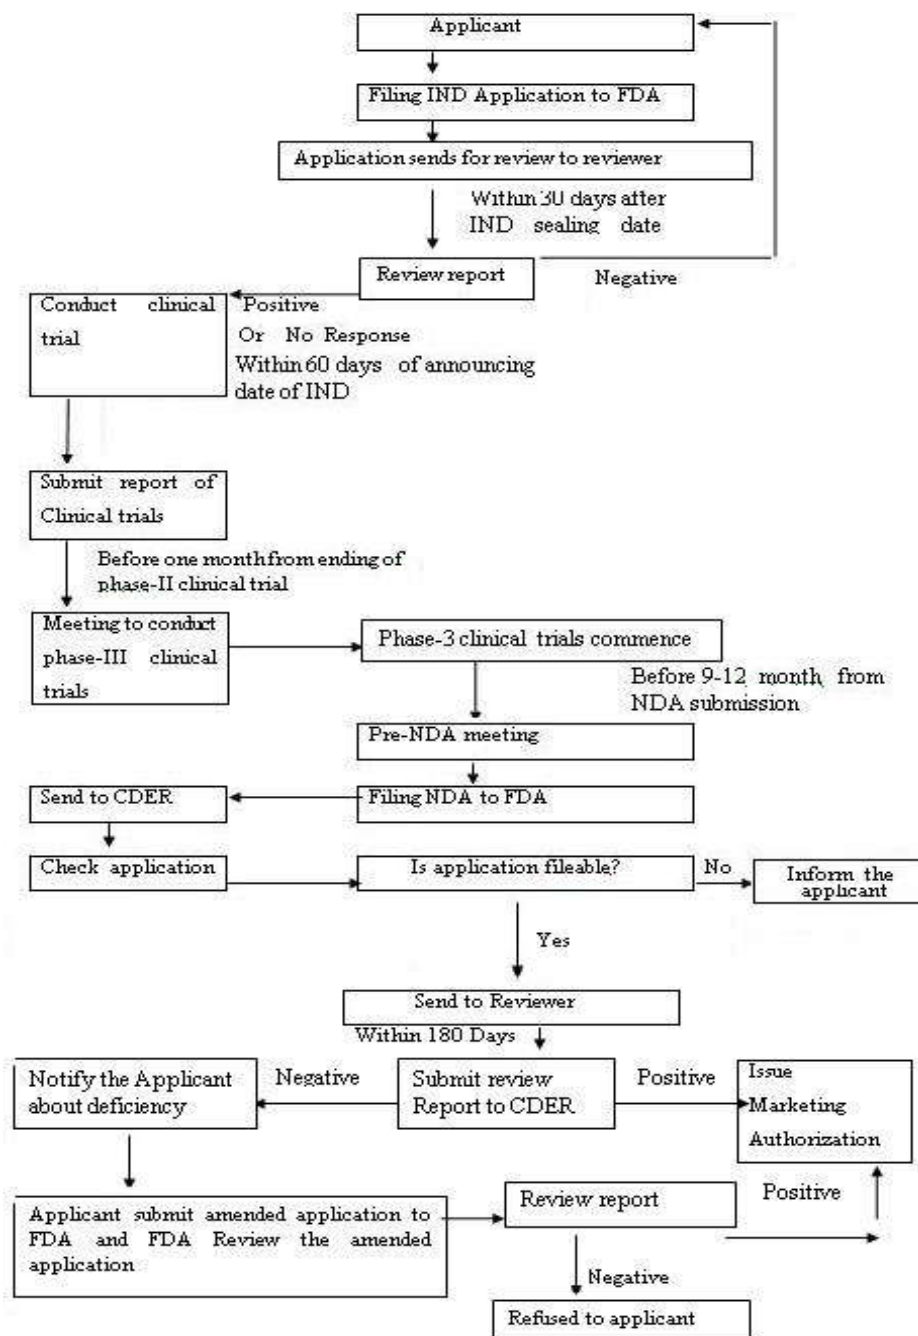 Applicant
Filing IND Application to FDA
Application sends for review to reviewer
Within 30 days after
IND sealing date
Review report
Negative
Conduct clinical
trial
Positive
Or No Response
Within 60 days of announcing
date of IND
Submit report of
Clinical trials
Before one month from ending of
phase-II clinical trial
Meeting to conduct
phase-III clinical
trials
Phase-3 clinical trials commence
Before 9-12 month from
NDA submission
Pre-NDA meeting
Send to CDER
Filing NDA to FDA
Check application
Is application fileable?
No
Inform the
applicant
Yes
Send to Reviewer
Within 180 Days
Notify the Applicant
about deficiency
Negative
Submit review
Report to CDER
Positive
Issue
Marketing
Authorization
Applicant submit amended application to
FDA and FDA Review the amended
application
Review report
Positive
Negative
Refused to applicant